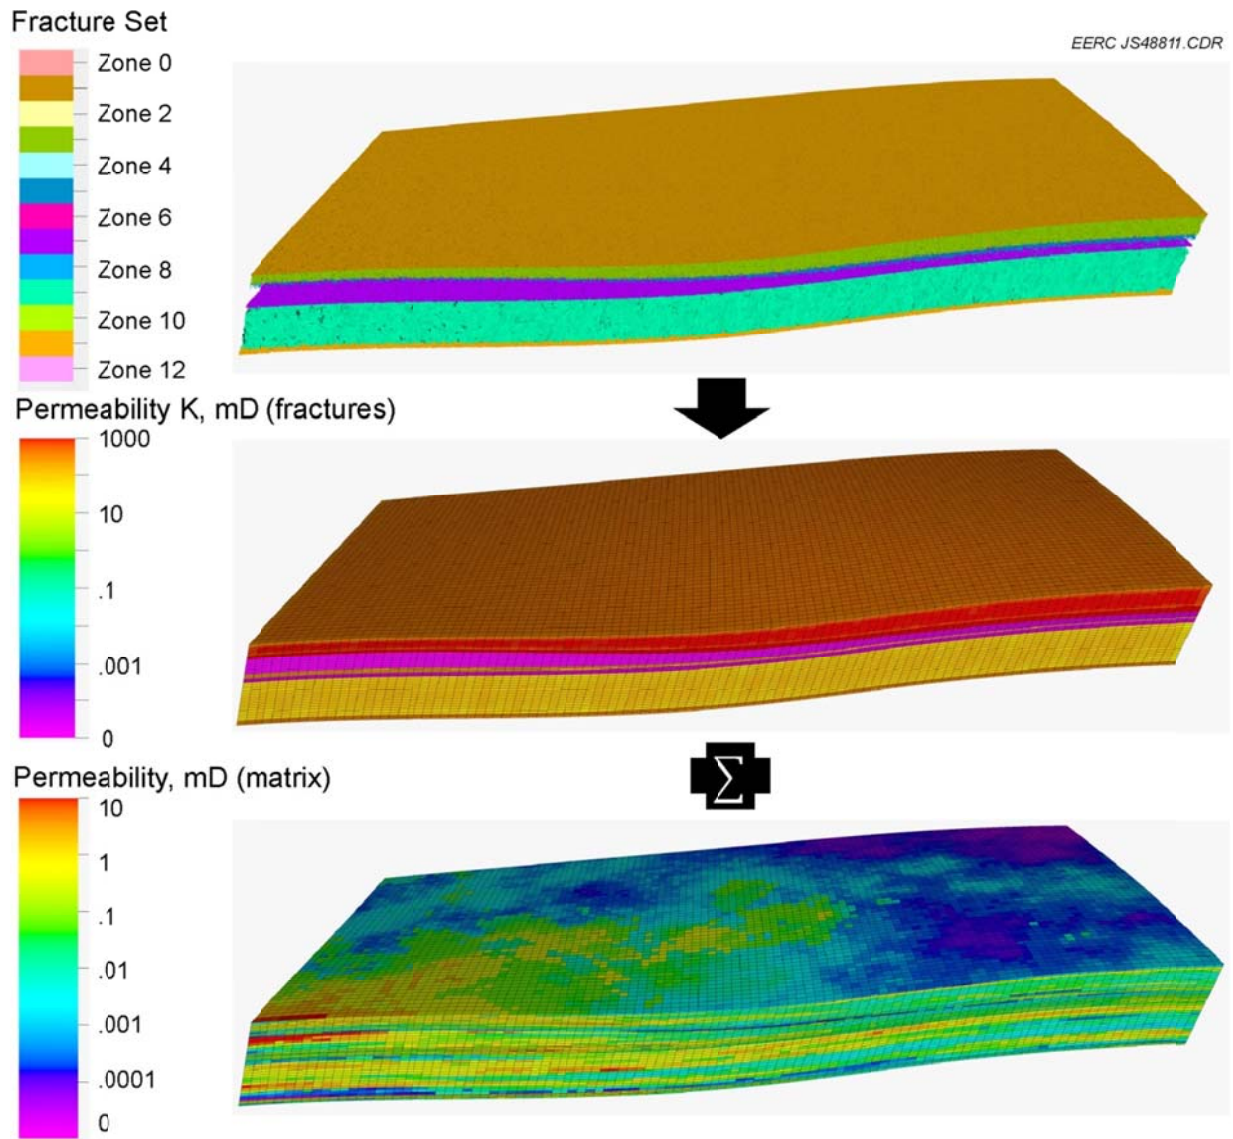 Fracture Set
EERC JS48811.CDR
Zone 0
Zone 2
Zone 4
Zone 6
Zone 8
Zone 10
Zone 12
Permeability K, mD (fractures)
1000
10
.1
.001
0
Permeability, mD (matrix)
Σ
10
1
.1
.01
.001
.0001
0